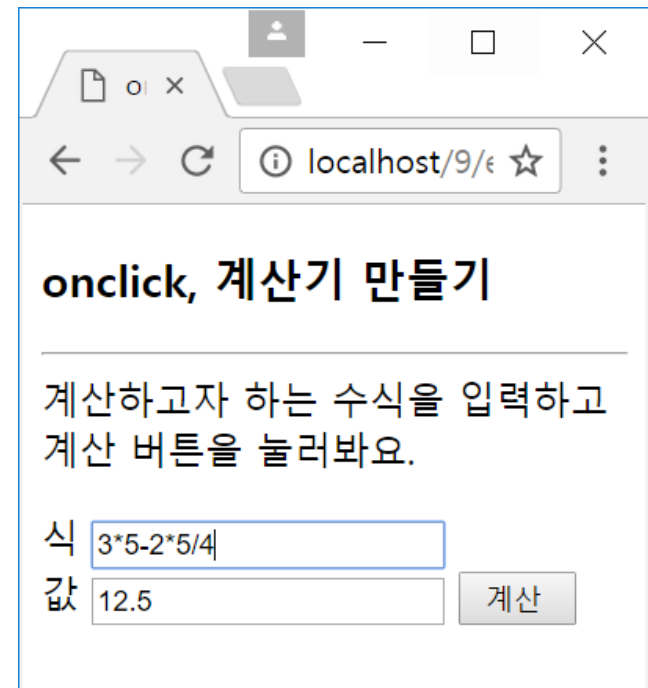 o
localhost/9/e
onclick, 계산기 만들기
계산하고자 하는 수식을 입력하고
계산 버튼을 눌러봐요.
식 3*5-2*5/4
값 12.5 계산